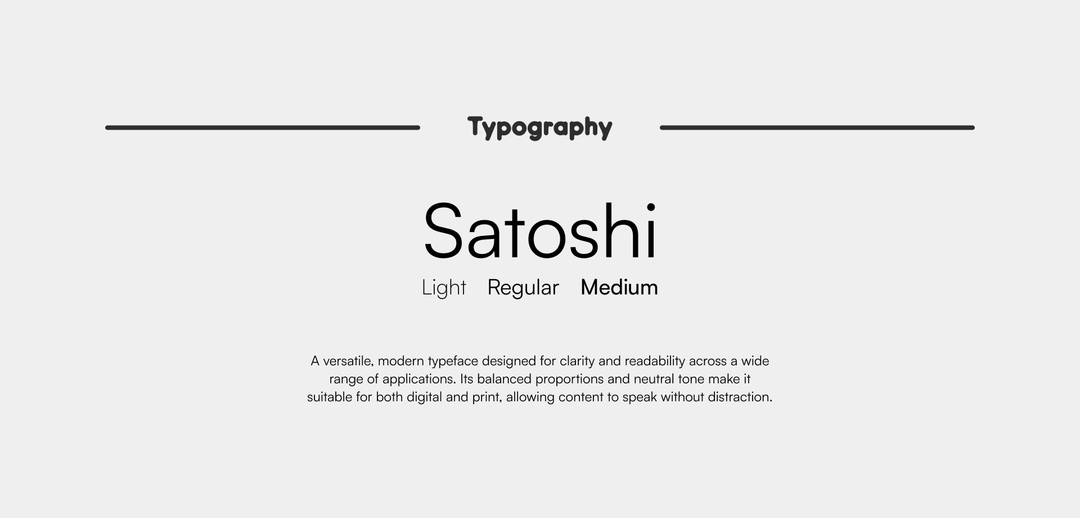 Typography
Satoshi
Light Regular Medium
A versatile, modern typeface designed for clarity and readability across a wide
range of applications. Its balanced proportions and neutral tone make it
suitable for both digital and print, allowing content to speak without distraction.